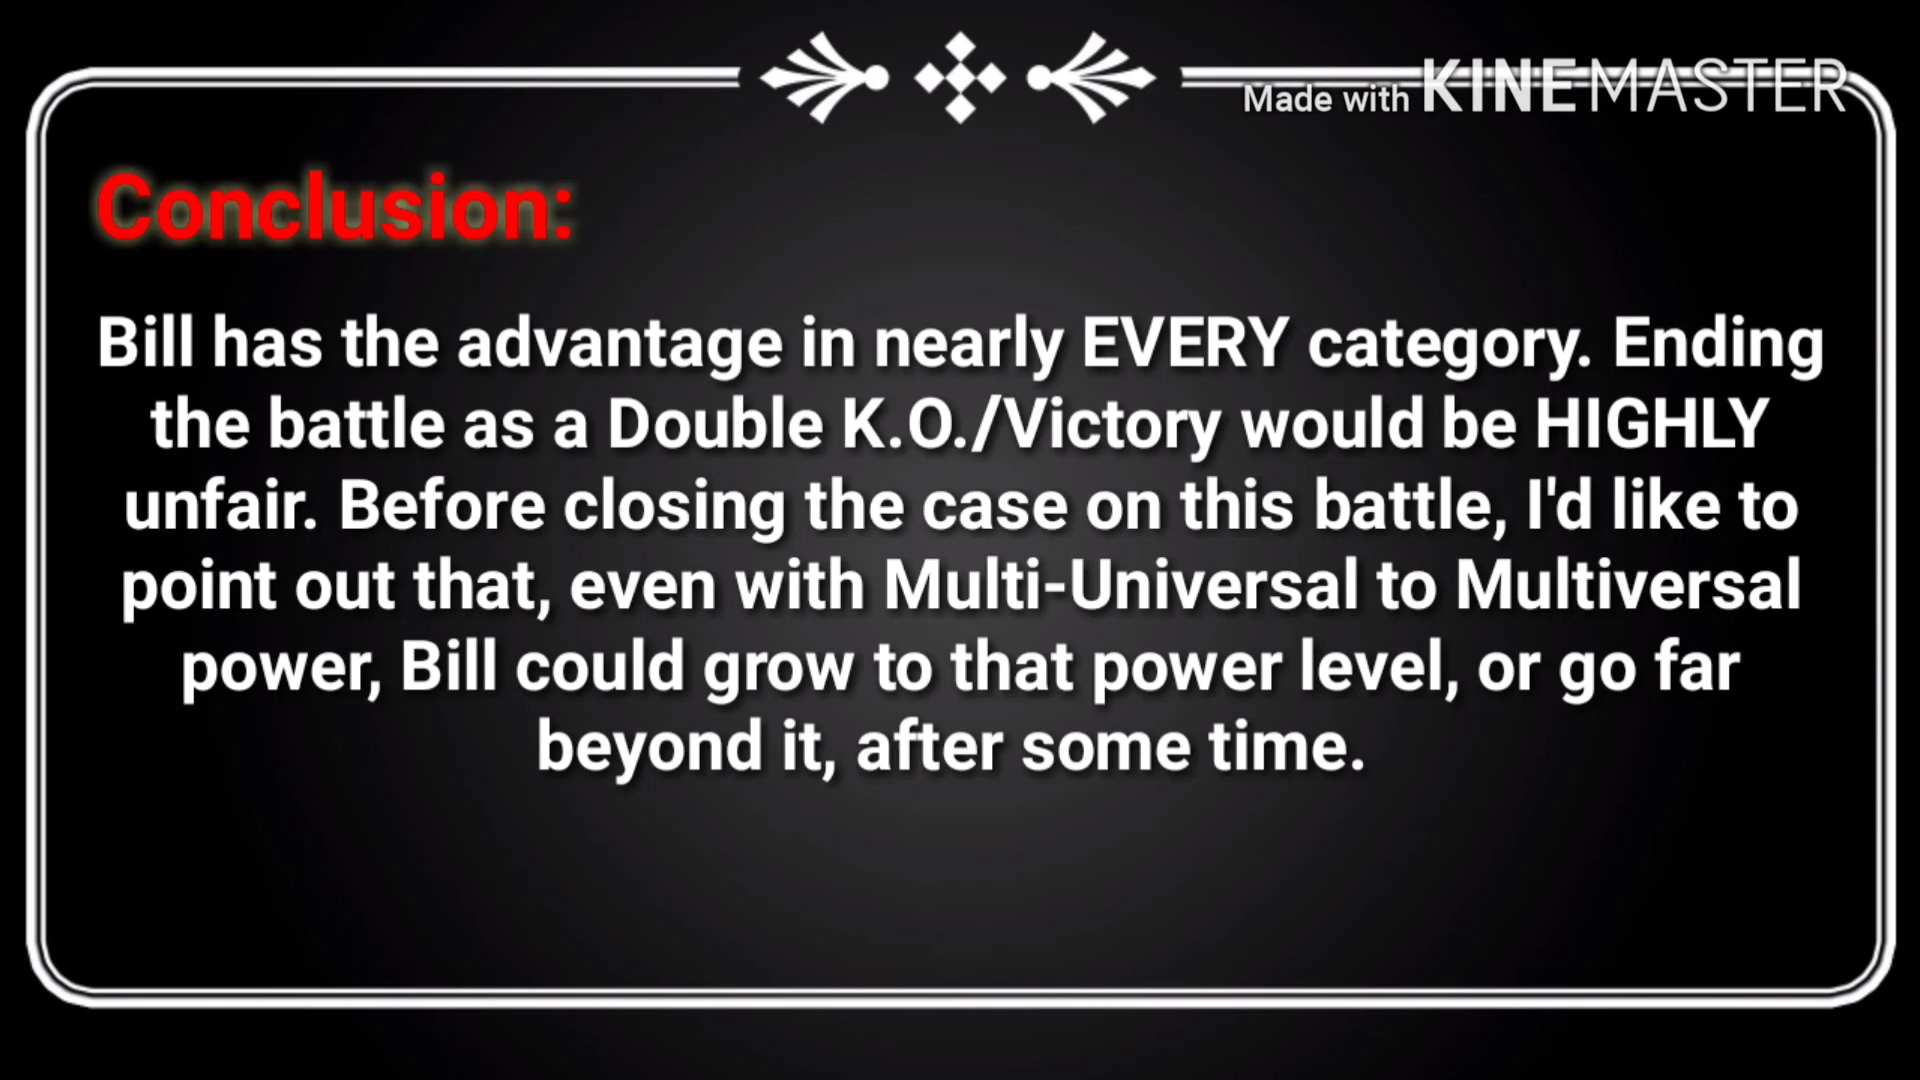 Made with KINEMASTER
Conclusion:
Bill has the advantage in nearly EVERY category. Ending
the battle as a Double K.O./Victory would be HIGHLY
unfair. Before closing the case on this battle, I'd like to
point out that, even with Multi-Universal to Multiversal
power, Bill could grow to that power level, or go far
beyond it, after some time.